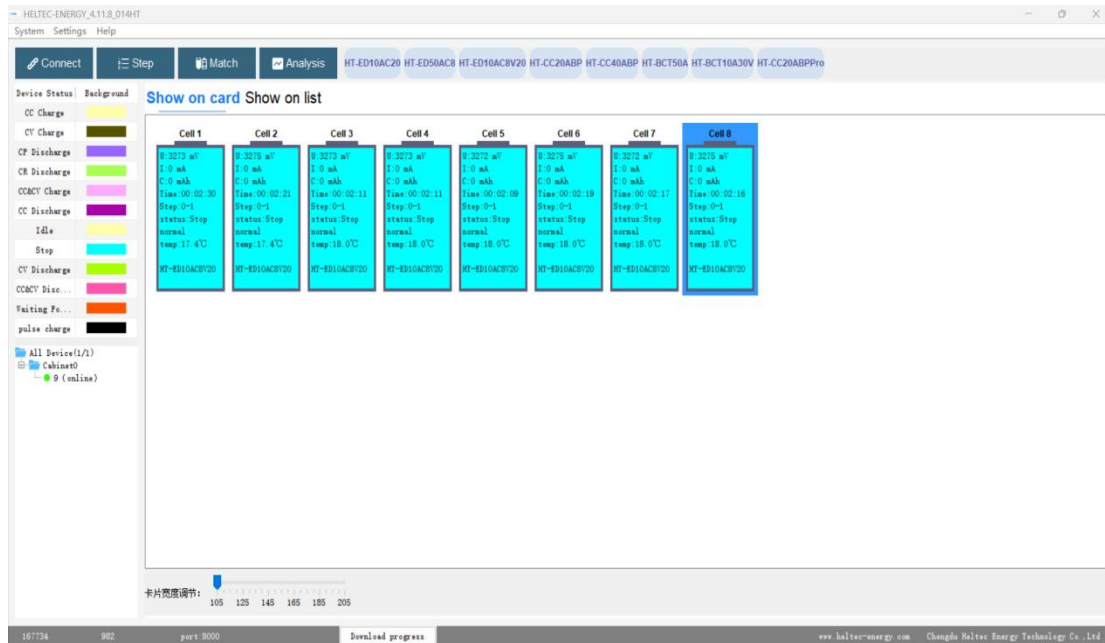 HELTEC-ENERGY_4.11.8_014HT
System Settings Help
Connect Step Match Analysis HT-ED10AC20 HT-ED50AC8 HT-ED10AC8V20 HT-CC20ABP HT-CC40ABP HT-BCT50A HT-BCT10A30V HT-CC20ABPPro
Device Status Background
CC Charge
CV Charge
CP Discharge
CR Discharge
CC&CV Charge
CC Discharge
Idle
Stop
CV Discharge
CC&CV Disc...
Waiting Fo...
pulse charge
All Device(1/1)
Cabinet0
9 (online)
Show on card Show on list
Cell 1
U:3273 mV
I:0 mA
C:0 mAh
Time:00:02:30
Step:0-1
status:Stop
normal
temp:17.4℃
HT-ED10AC8V20
Cell 2
U:3275 mV
I:0 mA
C:0 mAh
Time:00:02:21
Step:0-1
status:Stop
normal
temp:17.4℃
HT-ED10AC8V20
Cell 3
U:3273 mV
I:0 mA
C:0 mAh
Time:00:02:11
Step:0-1
status:Stop
normal
temp:18.0℃
HT-ED10AC8V20
Cell 4
U:3273 mV
I:0 mA
C:0 mAh
Time:00:02:11
Step:0-1
status:Stop
normal
temp:18.0℃
HT-ED10AC8V20
Cell 5
U:3272 mV
I:0 mA
C:0 mAh
Time:00:02:09
Step:0-1
status:Stop
normal
temp:18.0℃
HT-ED10AC8V20
Cell 6
U:3275 mV
I:0 mA
C:0 mAh
Time:00:02:19
Step:0-1
status:Stop
normal
temp:18.0℃
HT-ED10AC8V20
Cell 7
U:3272 mV
I:0 mA
C:0 mAh
Time:00:02:17
Step:0-1
status:Stop
normal
temp:18.0℃
HT-ED10AC8V20
Cell 8
U:3275 mV
I:0 mA
C:0 mAh
Time:00:02:16
Step:0-1
status:Stop
normal
temp:18.0℃
HT-ED10AC8V20
卡片宽度调节:
105 125 145 165 185 205
167734 982 port:9000 Download progress www.heltec-energy.com Chengdu Heltec Energy Technology Co.,Ltd